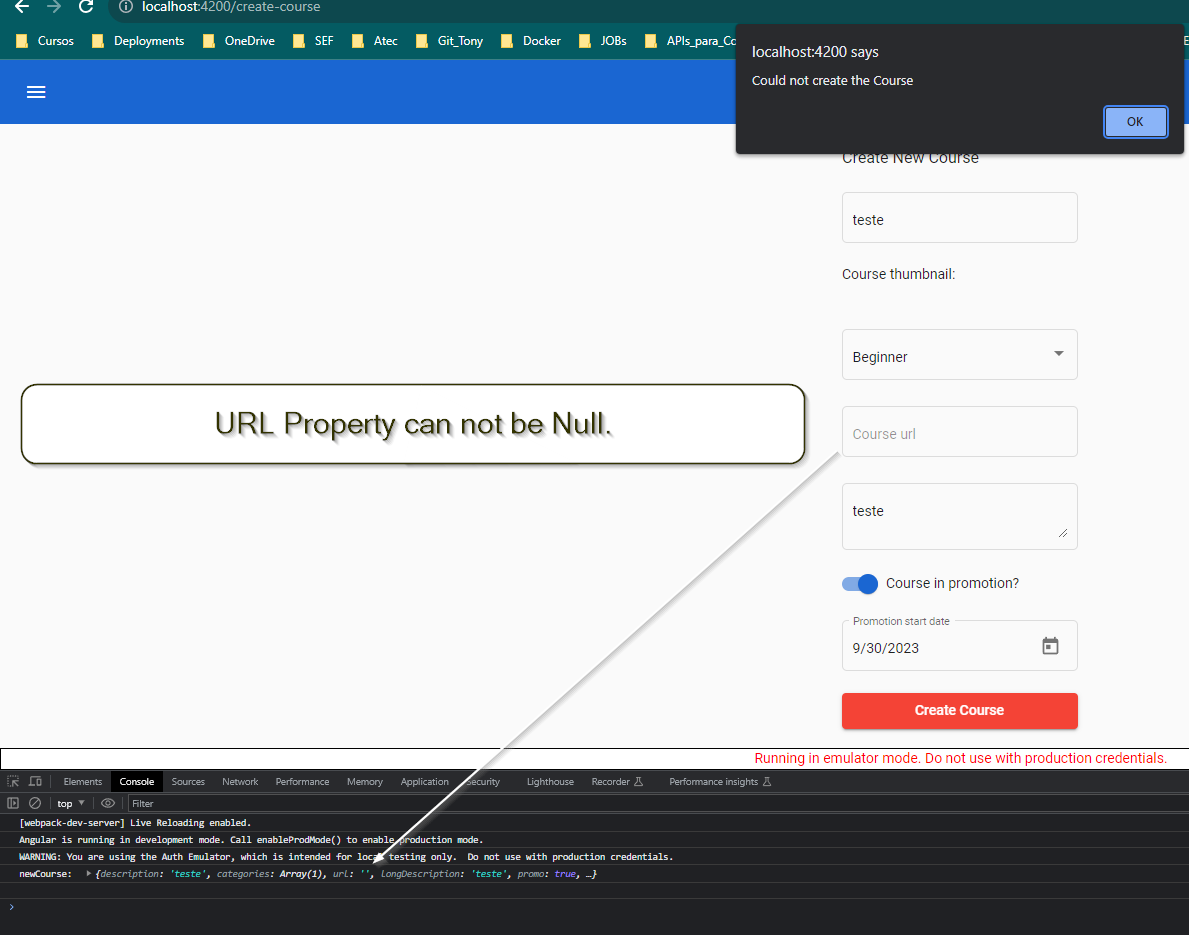 localhost:4200/create-course
Cursos Deployments OneDrive SEF Atec Git_Tony Docker JOBs APIs_para_Co
localhost:4200 says
Could not create the Course
OK
Create New Course
teste
Course thumbnail:
Beginner
URL Property can not be Null.
Course url
teste
Course in promotion?
Promotion start date
9/30/2023
Create Course
Running in emulator mode. Do not use with production credentials.
Elements Console Sources Network Performance Memory Application Security Lighthouse Recorder Performance insights
top Filter
[webpack-dev-server] Live Reloading enabled.
Angular is running in development mode. Call enableProdMode() to enable production mode.
WARNING: You are using the Auth Emulator, which is intended for local testing only. Do not use with production credentials.
newCourse: {description: 'teste', categories: Array(1), url: '', longDescription: 'teste', promo: true, …}